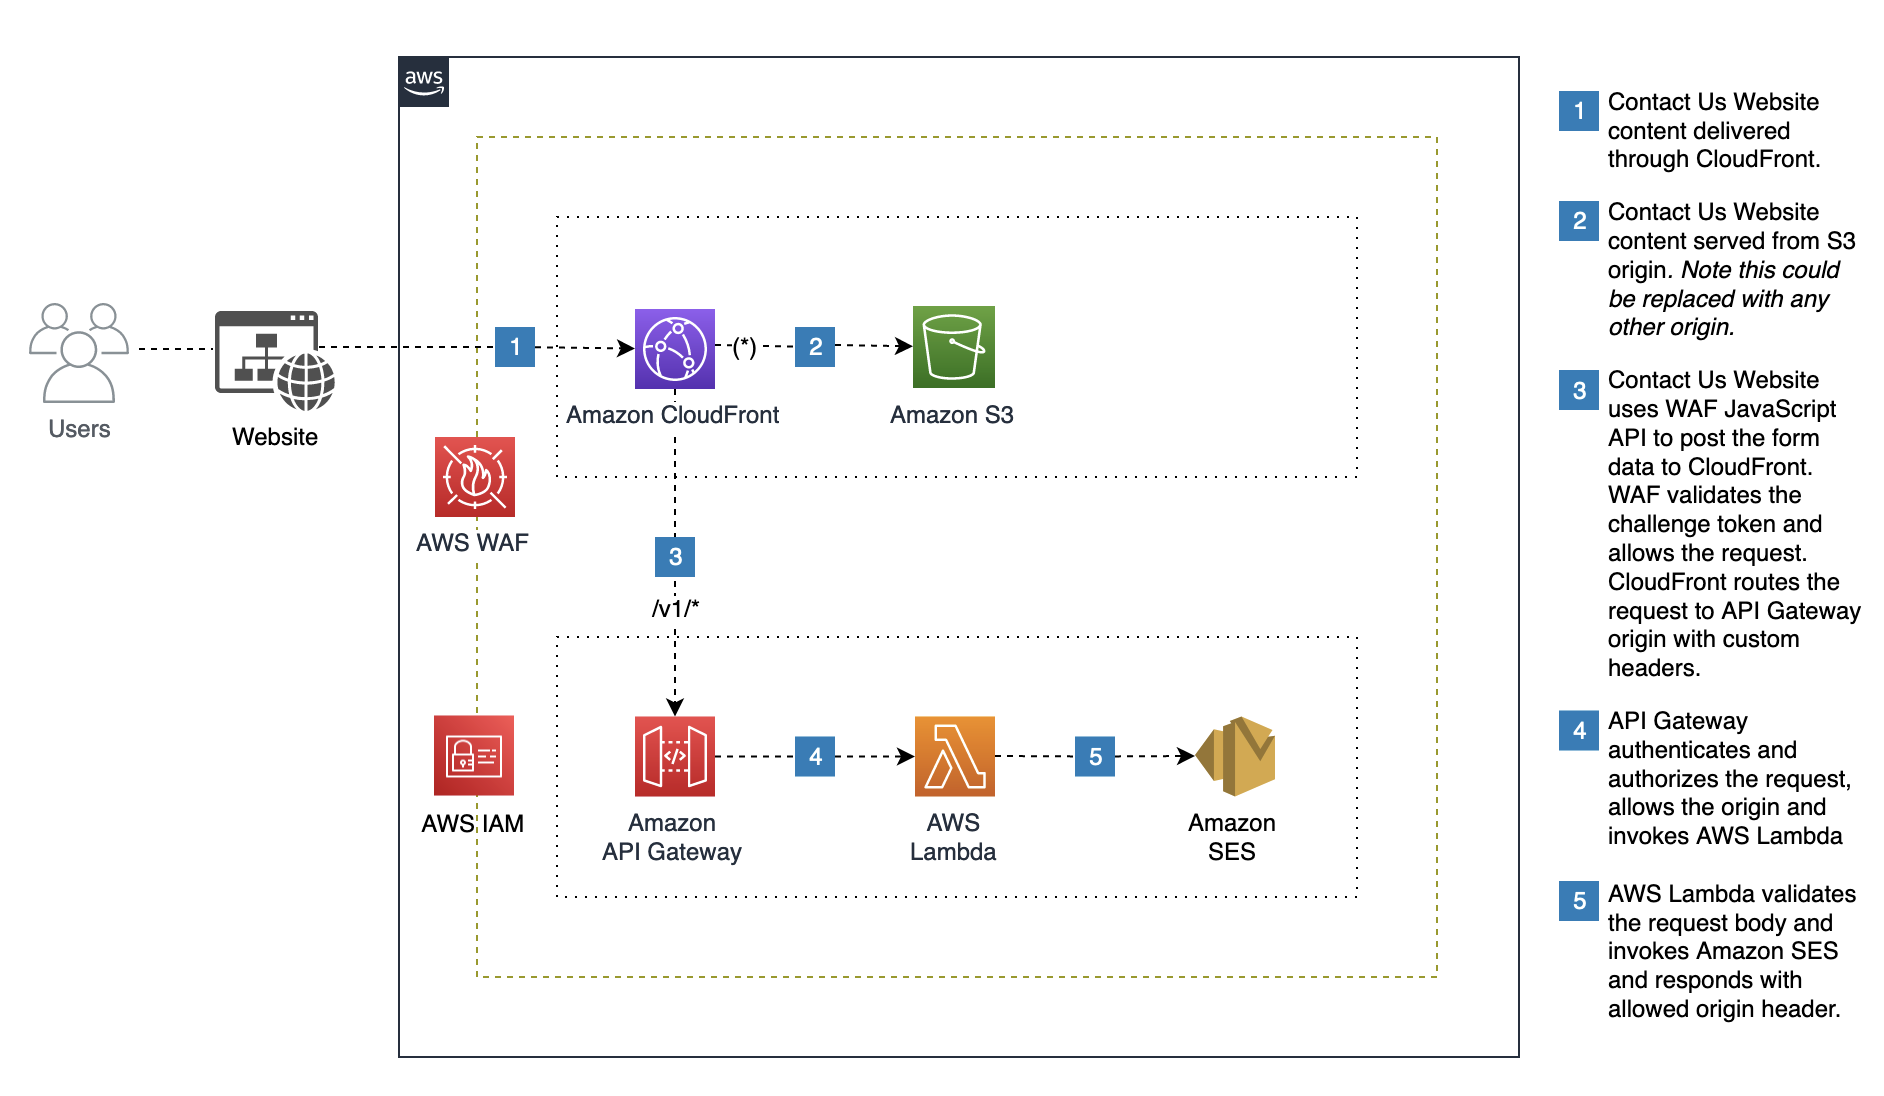 aws
1
(*)
2
Users
Website
Amazon CloudFront
Amazon S3
AWS WAF
3
/v1/*
AWS IAM
4
5
Amazon
API Gateway
AWS
Lambda
Amazon
SES
1
Contact Us Website
content delivered
through CloudFront.
2
Contact Us Website
content served from S3
origin. Note this could
be replaced with any
other origin.
3
Contact Us Website
uses WAF JavaScript
API to post the form
data to CloudFront.
WAF validates the
challenge token and
allows the request.
CloudFront routes the
request to API Gateway
origin with custom
headers.
4
API Gateway
authenticates and
authorizes the request,
allows the origin and
invokes AWS Lambda
5
AWS Lambda validates
the request body and
invokes Amazon SES
and responds with
allowed origin header.